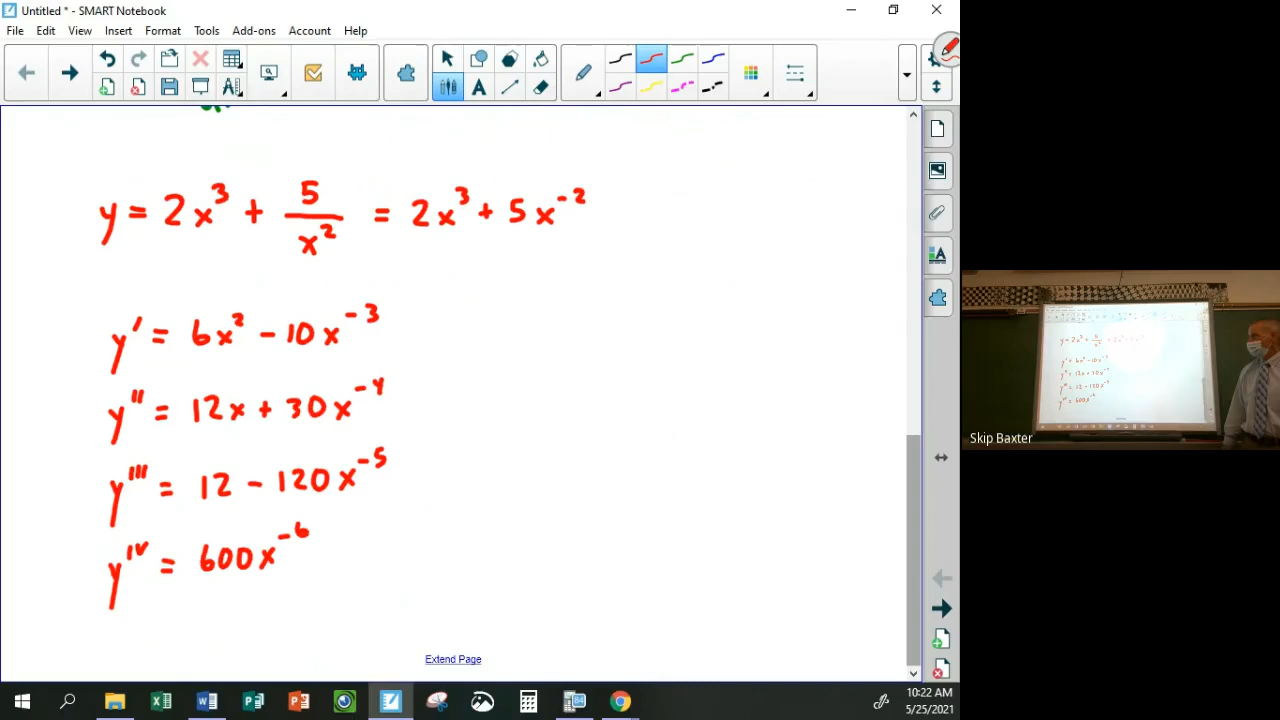 Untitled * - SMART Notebook
File Edit View Insert Format Tools Add-ons Account Help
y = 2x³ + 5/x² = 2x³ + 5x⁻²
y′ = 6x² - 10x⁻³
y″ = 12x + 30x⁻⁴
y‴ = 12 - 120x⁻⁵
yᴵⱽ = 600x⁻⁶
Extend Page
Skip Baxter
10:22 AM
5/25/2021